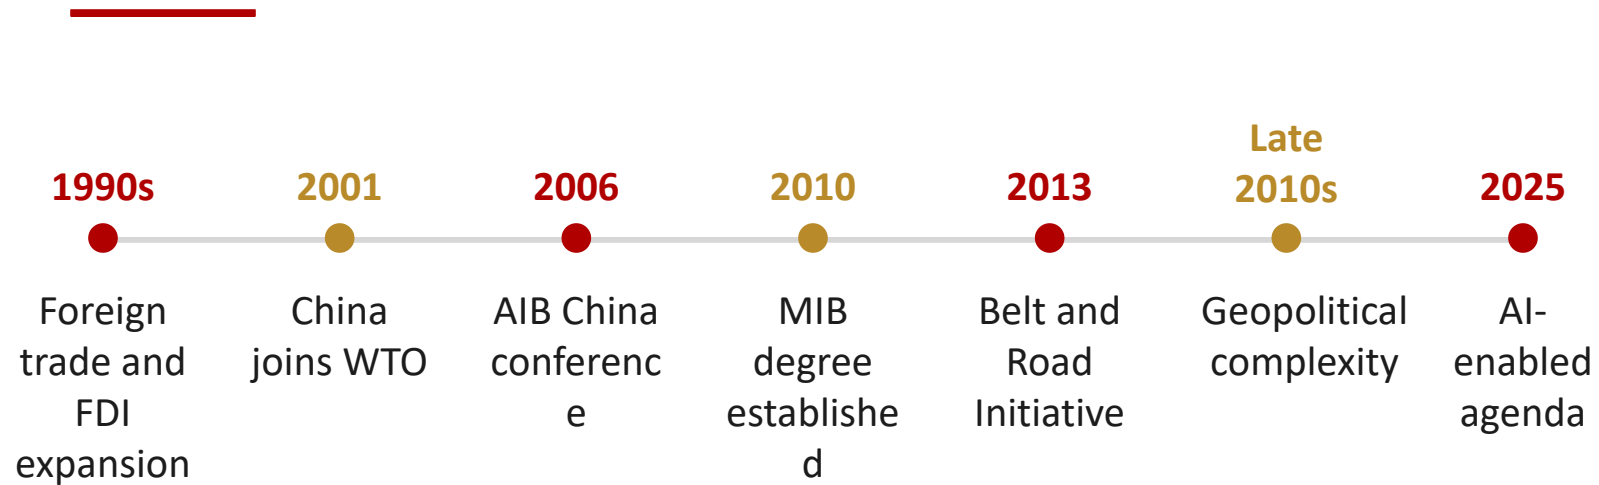 1990s
Foreign
trade and
FDI
expansion
2001
China
joins WTO
2006
AIB China
conferenc
e
2010
MIB
degree
establishe
d
2013
Belt and
Road
Initiative
Late
2010s
Geopolitical
complexity
2025
AI-
enabled
agenda